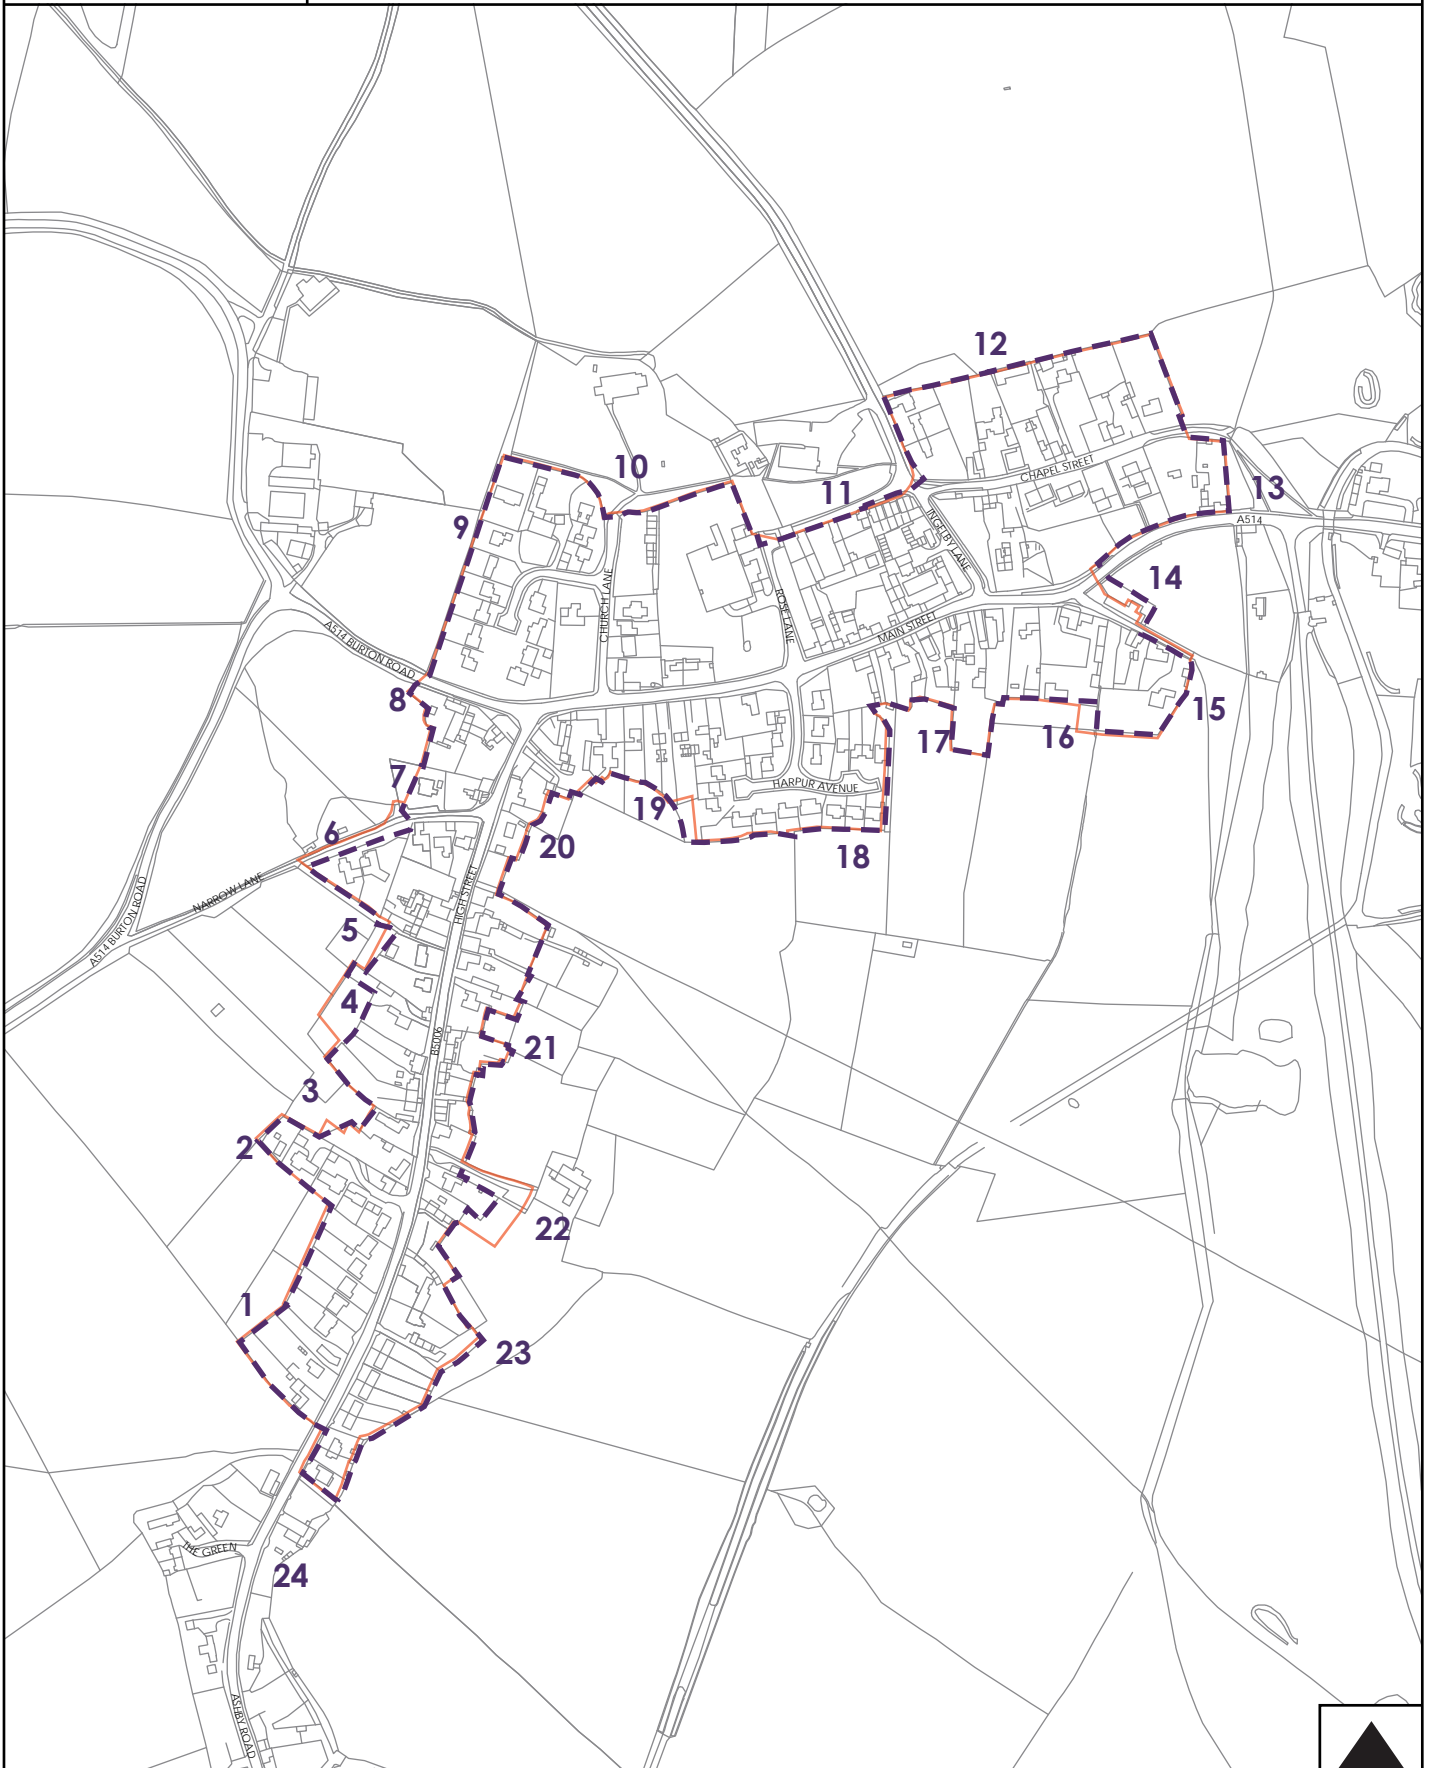 12
10
11
13
9
CHAPEL STREET
A514
INGELBY LANE
14
CHURCH LANE
ROSE LANE
A514 BURTON ROAD
MAIN STREET
8
15
17
16
7
HARPUR AVENUE
19
6
20
18
NARROW LANE
HIGH STREET
A514 BURTON ROAD
5
4
B5006
21
3
2
22
1
23
THE GREEN
24
ASHBY ROAD